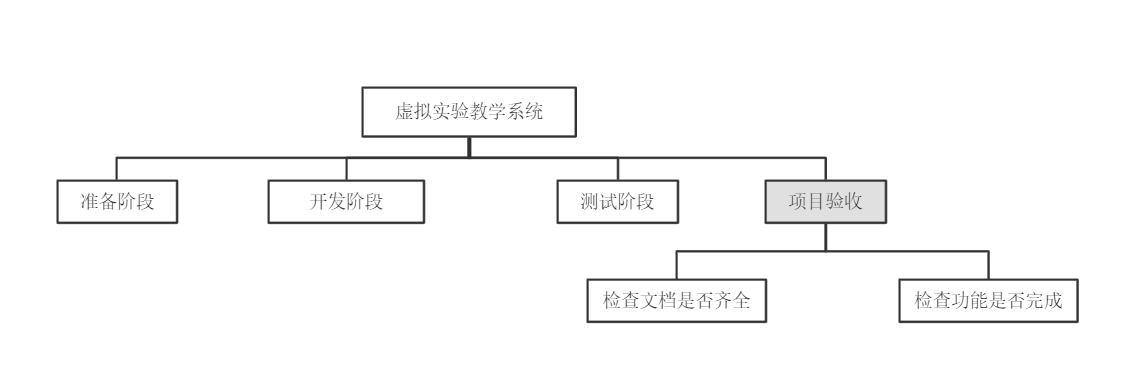 虚拟实验教学系统
准备阶段
开发阶段
测试阶段
项目验收
检查文档是否齐全
检查功能是否完成